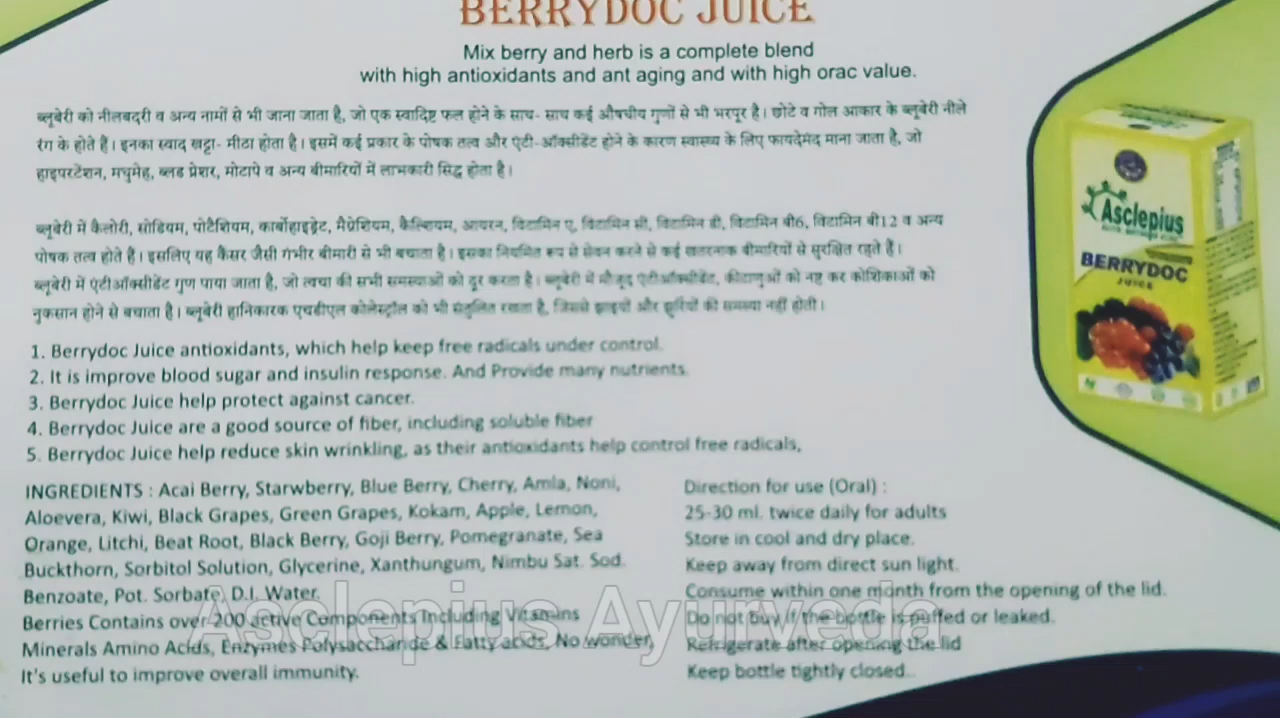 BERRYDOC JUICE
Mix berry and herb is a complete blend
with high antioxidants and ant aging and with high orac value.
ब्लूबेरी को नीलबदरी व अन्य नामों से भी जाना जाता है, जो एक स्वादिष्ट फल होने के साथ- साथ कई औषधीय गुणों से भी भरपूर है। छोटे व गोल आकार के ब्लूबेरी नीले
रंग के होते हैं। इनका स्वाद खट्टा- मीठा होता है। इसमें कई प्रकार के पोषक तत्व और एंटी-ऑक्सीडेंट होने के कारण स्वास्थ्य के लिए फायदेमंद माना जाता है, जो
हाइपरटेंशन, मधुमेह, ब्लड प्रेशर, मोटापे व अन्य बीमारियों में लाभकारी सिद्ध होता है।
ब्लूबेरी में कैलोरी, सोडियम, पोटैशियम, कार्बोहाइड्रेट, मैग्नेशियम, कैल्शियम, आयरन, विटामिन ए, विटामिन सी, विटामिन डी, विटामिन बी6, विटामिन बी12 व अन्य
पोषक तत्व होते हैं। इसलिए यह कैंसर जैसी गंभीर बीमारी से भी बचाता है। इसका नियमित रूप से सेवन करने से कई खतरनाक बीमारियों से सुरक्षित रहते हैं।
ब्लूबेरी में एंटीऑक्सीडेंट गुण पाया जाता है, जो त्वचा की सभी समस्याओं को दूर करता है। ब्लूबेरी में मौजूद एंटीऑक्सीडेंट, कीटाणुओं को नष्ट कर कोशिकाओं को
नुकसान होने से बचाता है। ब्लूबेरी हानिकारक एचडीएल कोलेस्ट्रॉल को भी संतुलित रखता है, जिससे झाइयों और झुर्रियों की समस्या नहीं होती।
1. Berrydoc Juice antioxidants, which help keep free radicals under control.
2. It is improve blood sugar and insulin response. And Provide many nutrients.
3. Berrydoc Juice help protect against cancer.
4. Berrydoc Juice are a good source of fiber, including soluble fiber
5. Berrydoc Juice help reduce skin wrinkling, as their antioxidants help control free radicals,
INGREDIENTS : Acai Berry, Starwberry, Blue Berry, Cherry, Amla, Noni,
Aloevera, Kiwi, Black Grapes, Green Grapes, Kokam, Apple, Lemon,
Orange, Litchi, Beat Root, Black Berry, Goji Berry, Pomegranate, Sea
Buckthorn, Sorbitol Solution, Glycerine, Xanthungum, Nimbu Sat. Sod.
Benzoate, Pot. Sorbate, D.I. Water.
Berries Contains over 200 active Components Including Vitamins
Minerals Amino Acids, Enzymes Polysaccharide & Fatty acids, No wonder,
It's useful to improve overall immunity.
Direction for use (Oral) :
25-30 ml. twice daily for adults
Store in cool and dry place.
Keep away from direct sun light.
Consume within one month from the opening of the lid.
Do not buy if the bottle is puffed or leaked.
Refrigerate after opening the lid
Keep bottle tightly closed..
Asclepius Ayurveda
Asclepius
BERRYDOC
JUICE